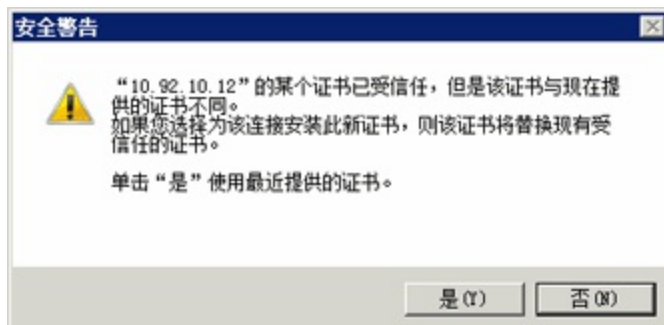 安全警告
“10.92.10.12”的某个证书已受信任，但是该证书与现在提
供的证书不同。
如果您选择为该连接安装此新证书，则该证书将替换现有受
信任的证书。
单击“是”使用最近提供的证书。
是(Y)
否(N)